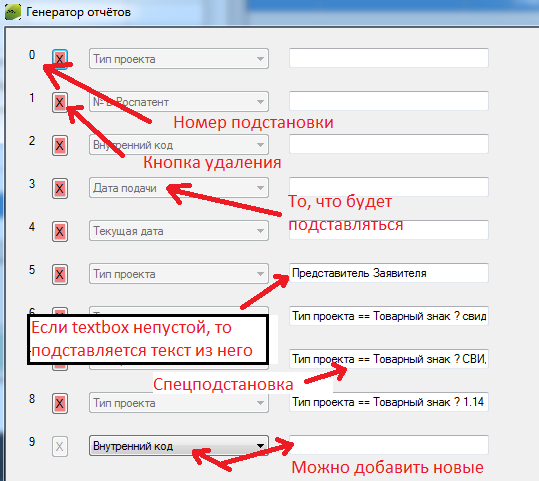 Генератор отчётов
0 X Тип проекта
1 X № в Роспатент
Номер подстановки
2 X Внутренний код
Кнопка удаления
3 X Дата подачи
То, что будет
подставляться
4 X Текущая дата
5 X Тип проекта Представитель Заявителя
Тип проекта == Товарный знак ? свид
Если textbox непустой, то
подставляется текст из него
Тип проекта == Товарный знак ? СВИ,
Спецподстановка
8 X Тип проекта Тип проекта == Товарный знак ? 1.14
9 X Внутренний код
Можно добавить новые